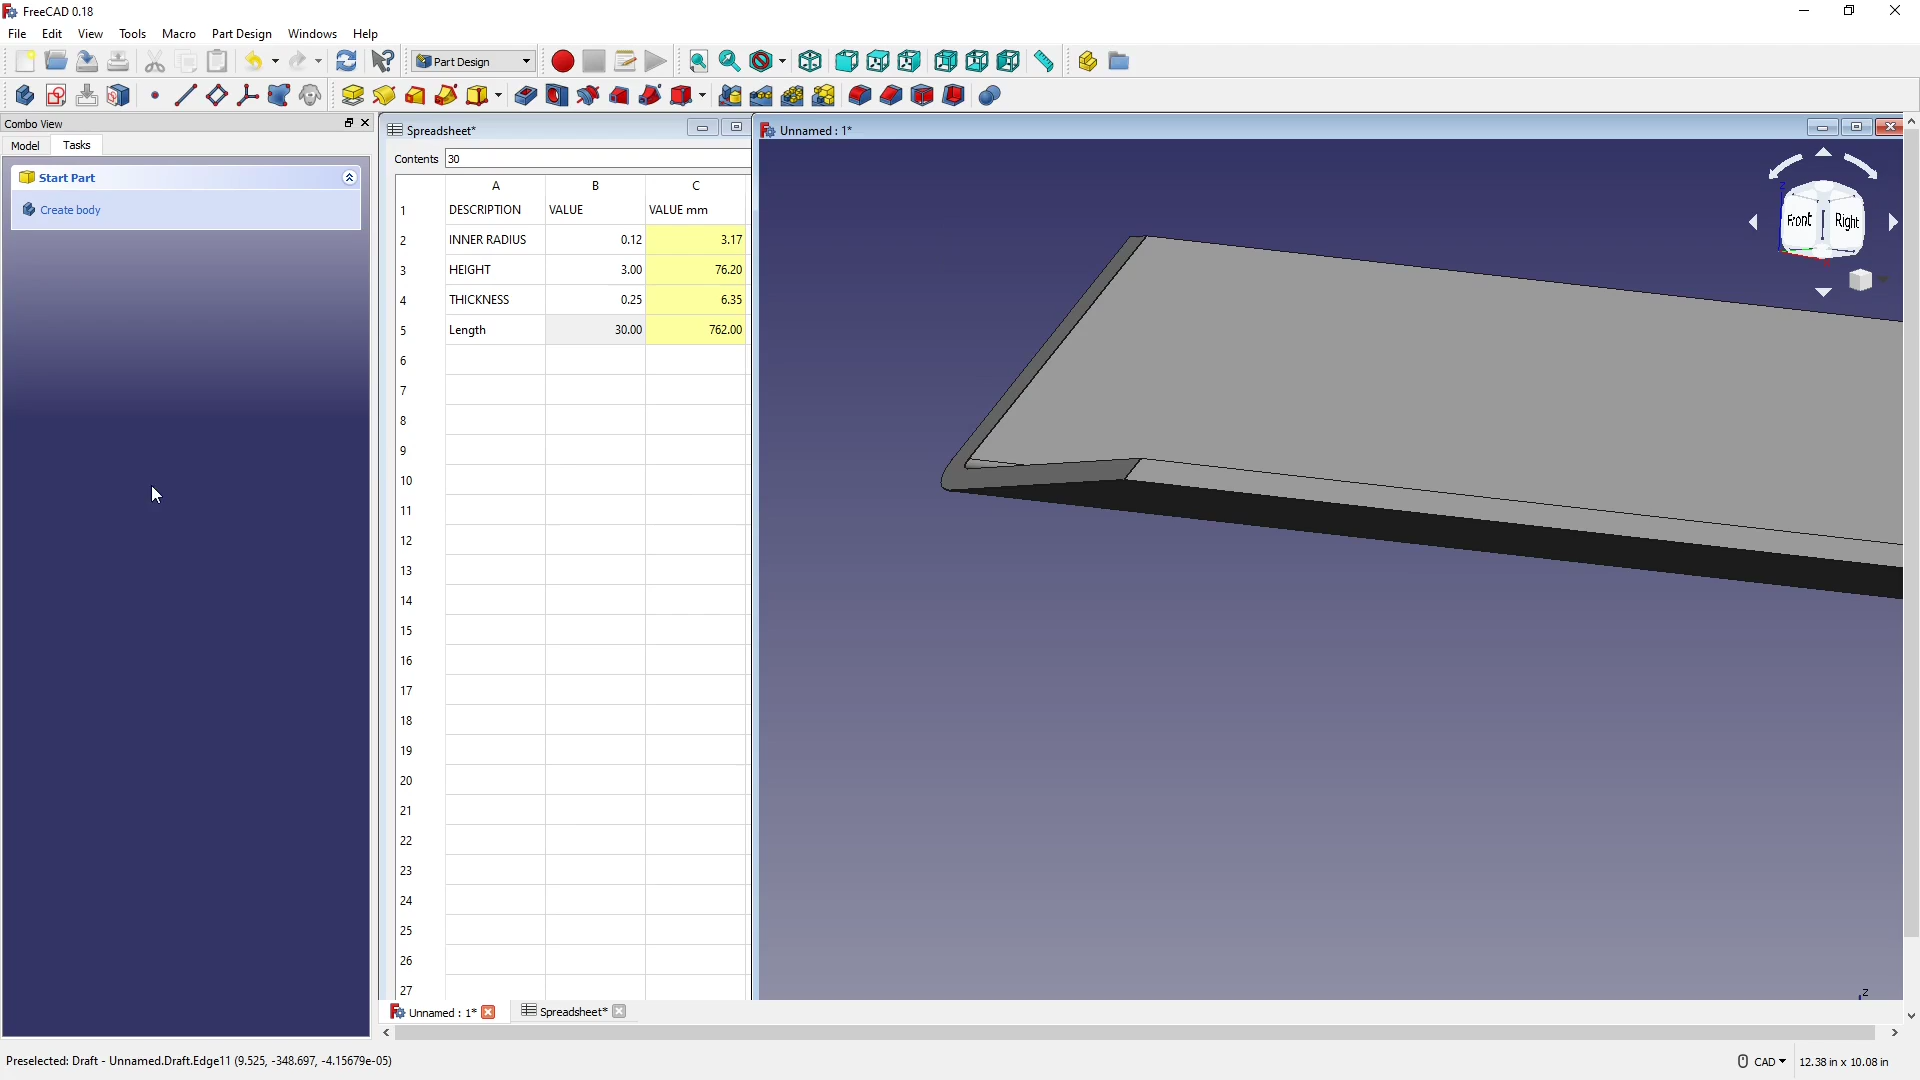 FreeCAD 0.18
File Edit View Tools Macro Part Design Windows Help
Part Design
Combo View
Model Tasks
Start Part
Create body
Spreadsheet*
Contents 30
A B C
1 DESCRIPTION VALUE VALUE mm
2 INNER RADIUS 0.12 3.17
3 HEIGHT 3.00 76.20
4 THICKNESS 0.25 6.35
5 Length 30.00 762.00
6
7
8
9
10
11
12
13
14
15
16
17
18
19
20
21
22
23
24
25
26
27
Unnamed : 1*
Front Right
Z
Z
Unnamed : 1* Spreadsheet*
Preselected: Draft - Unnamed.Draft.Edge11 (9.525, -348.697, -4.15679e-05)
CAD 12.38 in x 10.08 in